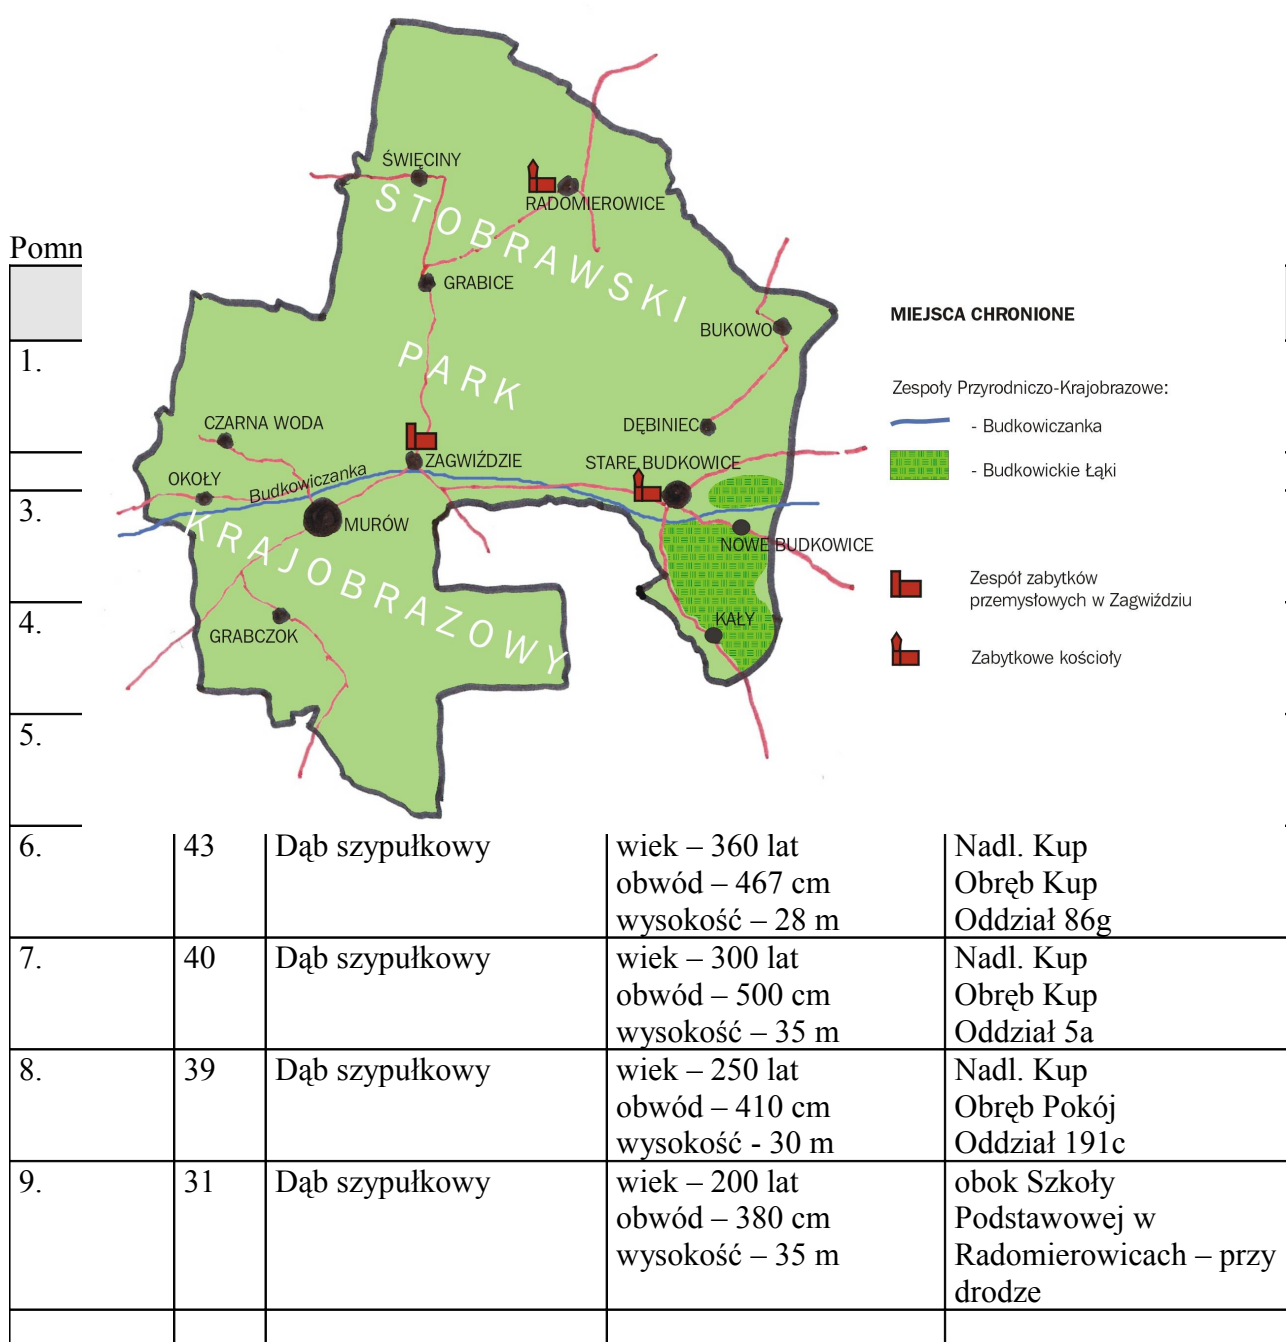 ŚWIĘCINY
STOBRAWSKI
RADOMIEROWICE
Pomn
GRABICE
BUKOWO
PARK
CZARNA WODA
DĘBINIEC
ZAGWIŹDZIE
STARE BUDKOWICE
OKOŁY
Budkowiczanka
MURÓW
NOWE BUDKOWICE
KRAJOBRAZOWY
GRABCZOK
KAŁY
MIEJSCA CHRONIONE
Zespoły Przyrodniczo-Krajobrazowe:
- Budkowiczanka
- Budkowickie Łąki
Zespół zabytków
przemysłowych w Zagwiździu
Zabytkowe kościoły
1.
3.
4.
5.
6. 43 Dąb szypułkowy wiek – 360 lat Nadl. Kup
obwód – 467 cm Obręb Kup
wysokość – 28 m Oddział 86g
7. 40 Dąb szypułkowy wiek – 300 lat Nadl. Kup
obwód – 500 cm Obręb Kup
wysokość – 35 m Oddział 5a
8. 39 Dąb szypułkowy wiek – 250 lat Nadl. Kup
obwód – 410 cm Obręb Pokój
wysokość - 30 m Oddział 191c
9. 31 Dąb szypułkowy wiek – 200 lat obok Szkoły
obwód – 380 cm Podstawowej w
wysokość – 35 m Radomierowicach – przy
drodze